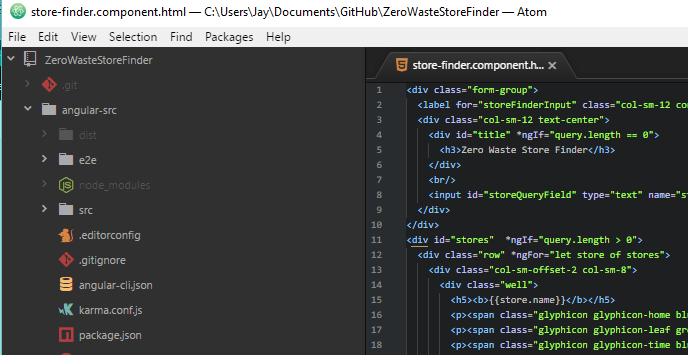 store-finder.component.html — C:\Users\Jay\Documents\GitHub\ZeroWasteStoreFinder — Atom
File Edit View Selection Find Packages Help
ZeroWasteStoreFinder
.git
angular-src
dist
e2e
node_modules
src
.editorconfig
.gitignore
angular-cli.json
karma.conf.js
package.json
store-finder.component.h...
1 <div class="form-group">
2 <label for="storeFinderInput" class="col-sm-12 co
3 <div class="col-sm-12 text-center">
4 <div id="title" *ngIf="query.length == 0">
5 <h3>Zero Waste Store Finder</h3>
6 </div>
7 <br/>
8 <input id="storeQueryField" type="text" name="s
9 </div>
10 </div>
11 <div id="stores"  *ngIf="query.length > 0">
12 <div class="row" *ngFor="let store of stores">
13 <div class="col-sm-offset-2 col-sm-8">
14 <div class="well">
15 <h5><b>{{store.name}}</b></h5>
16 <p><span class="glyphicon glyphicon-home bl
17 <p><span class="glyphicon glyphicon-leaf gr
18 <p><span class="glyphicon glyphicon-time bl